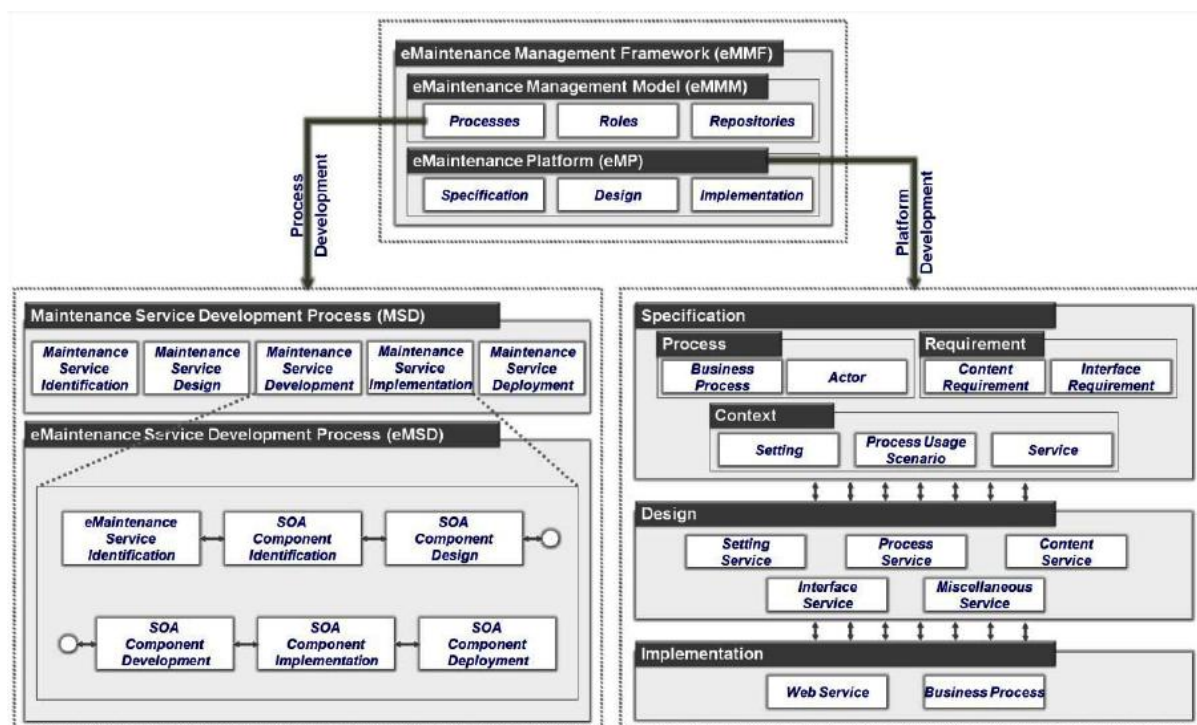 eMaintenance Management Framework (eMMF)
eMaintenance Management Model (eMMM)
Processes
Roles
Repositories
eMaintenance Platform (eMP)
Specification
Design
Implementation
Process
Development
Platform
Development
Maintenance Service Development Process (MSD)
Maintenance
Service
Identification
Maintenance
Service
Design
Maintenance
Service
Development
Maintenance
Service
Implementation
Maintenance
Service
Deployment
eMaintenance Service Development Process (eMSD)
eMaintenance
Service
Identification
SOA
Component
Identification
SOA
Component
Design
SOA
Component
Development
SOA
Component
Implementation
SOA
Component
Deployment
Specification
Process
Business
Process
Actor
Requirement
Content
Requirement
Interface
Requirement
Context
Setting
Process Usage
Scenario
Service
Design
Setting
Service
Process
Service
Content
Service
Interface
Service
Miscellaneous
Service
Implementation
Web Service
Business Process